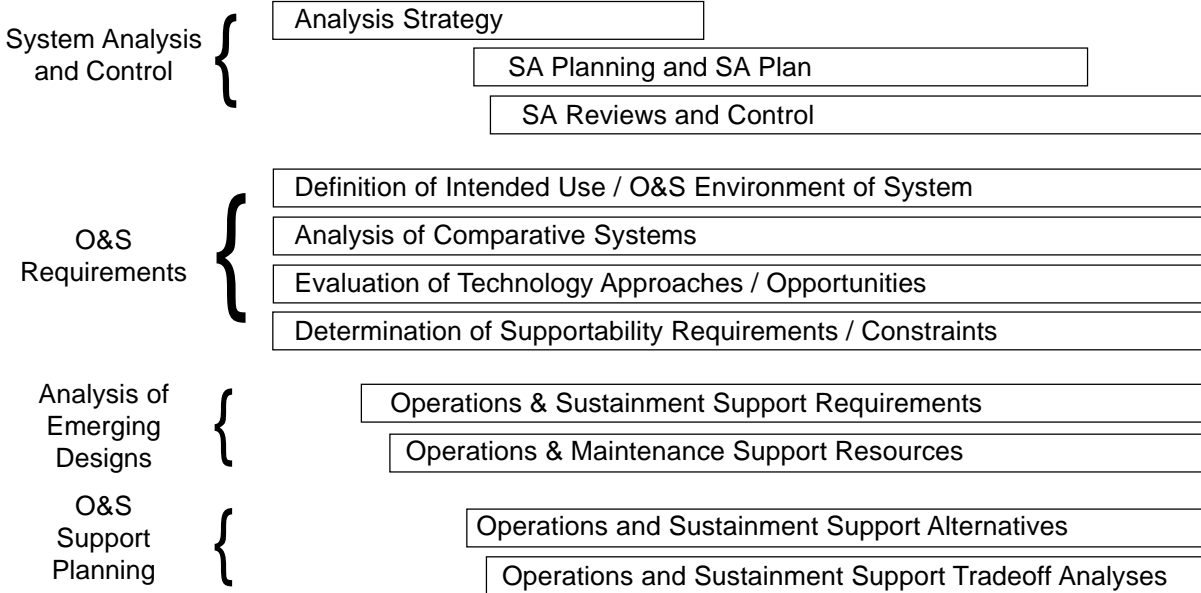 System Analysis
and Control
Analysis Strategy
SA Planning and SA Plan
SA Reviews and Control
O&S
Requirements
Definition of Intended Use / O&S Environment of System
Analysis of Comparative Systems
Evaluation of Technology Approaches / Opportunities
Determination of Supportability Requirements / Constraints
Analysis of
Emerging
Designs
Operations & Sustainment Support Requirements
Operations & Maintenance Support Resources
O&S
Support
Planning
Operations and Sustainment Support Alternatives
Operations and Sustainment Support Tradeoff Analyses